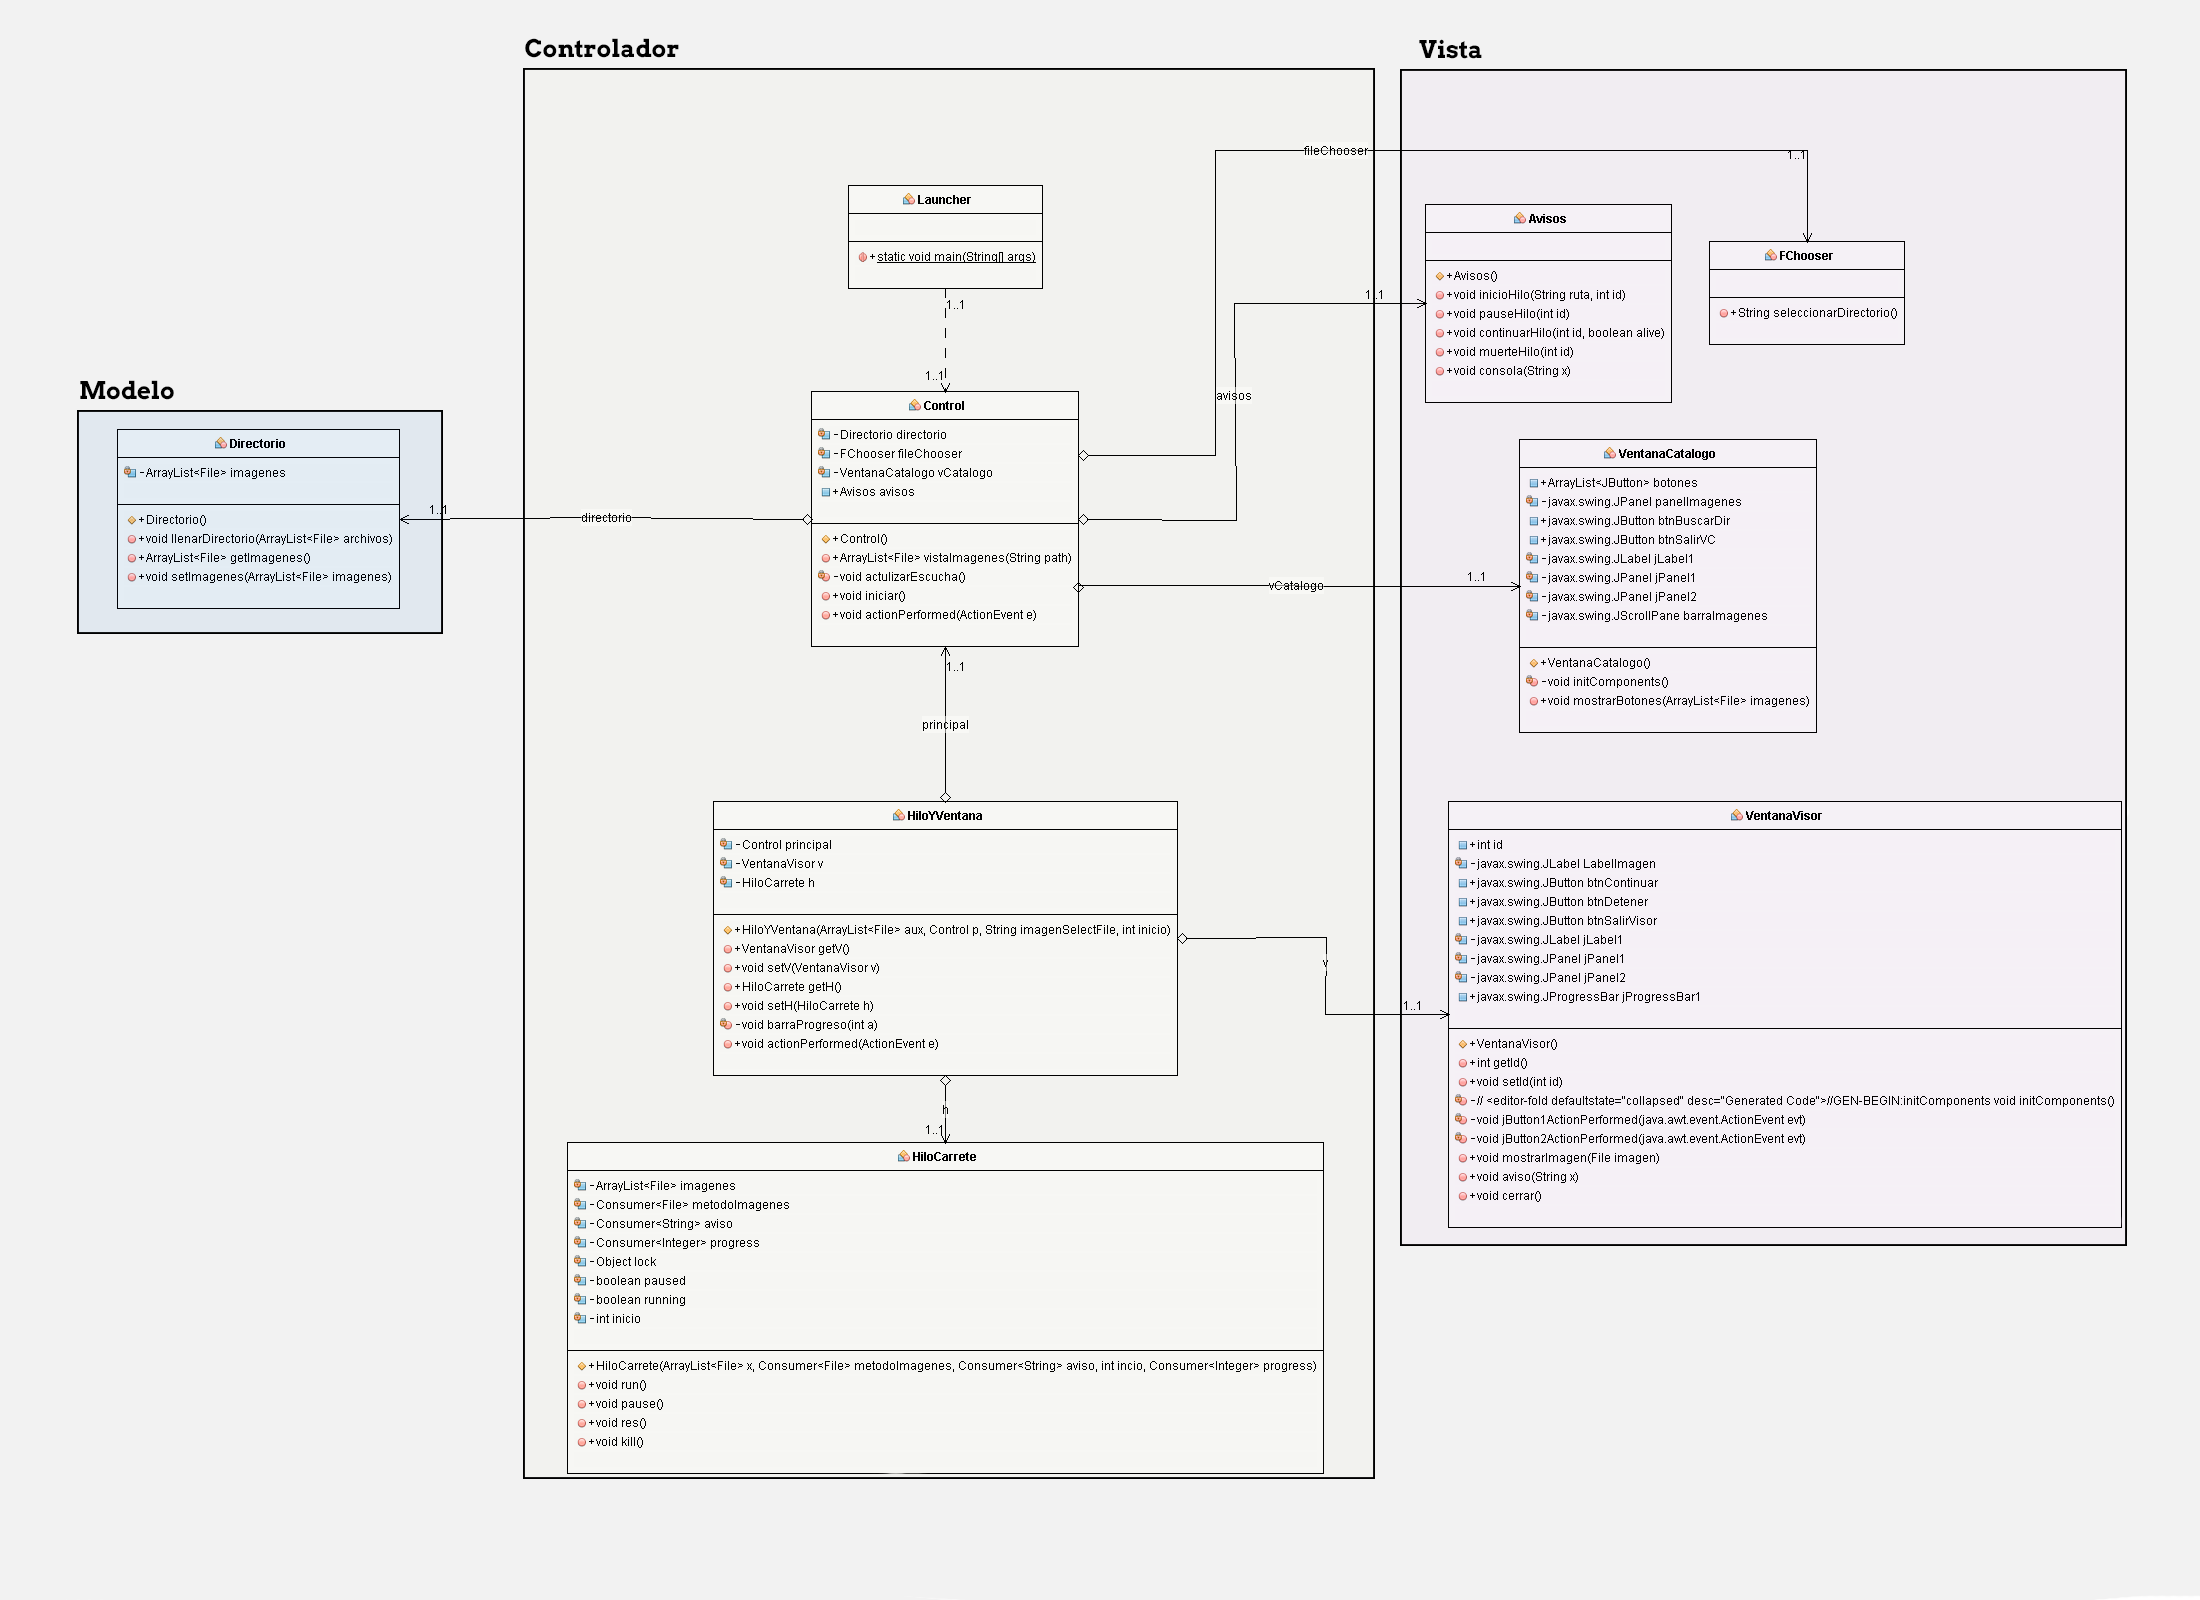 Controlador
Vista
fileChooser
1..1
Launcher
+static void main(String[] args)
1..1
1..1
Avisos
+Avisos()
+void inicioHilo(String ruta, int id)
+void pauseHilo(int id)
+void continuarHilo(int id, boolean alive)
+void muerteHilo(int id)
+void consola(String x)
FChooser
+String seleccionarDirectorio()
1..1
avisos
Modelo
Directorio
-ArrayList<File> imagenes
+Directorio()
+void llenarDirectorio(ArrayList<File> archivos)
+ArrayList<File> getImagenes()
+void setImagenes(ArrayList<File> imagenes)
1..1
directorio
Control
-Directorio directorio
-FChooser fileChooser
-VentanaCatalogo vCatalogo
+Avisos avisos
+Control()
+ArrayList<File> vistaImagenes(String path)
-void actulizarEscucha()
+void iniciar()
+void actionPerformed(ActionEvent e)
vCatalogo
1..1
VentanaCatalogo
+ArrayList<JButton> botones
-javax.swing.JPanel panelImagenes
+javax.swing.JButton btnBuscarDir
+javax.swing.JButton btnSalirVC
-javax.swing.JLabel jLabel1
-javax.swing.JPanel jPanel1
-javax.swing.JPanel jPanel2
-javax.swing.JScrollPane barraImagenes
+VentanaCatalogo()
-void initComponents()
+void mostrarBotones(ArrayList<File> imagenes)
1..1
principal
HiloYVentana
-Control principal
-VentanaVisor v
-HiloCarrete h
+HiloYVentana(ArrayList<File> aux, Control p, String imagenSelectFile, int inicio)
+VentanaVisor getV()
+void setV(VentanaVisor v)
+HiloCarrete getH()
+void setH(HiloCarrete h)
-void barraProgreso(int a)
+void actionPerformed(ActionEvent e)
v
1..1
VentanaVisor
+int id
-javax.swing.JLabel LabelImagen
+javax.swing.JButton btnContinuar
+javax.swing.JButton btnDetener
+javax.swing.JButton btnSalirVisor
-javax.swing.JLabel jLabel1
-javax.swing.JPanel jPanel1
-javax.swing.JPanel jPanel2
+javax.swing.JProgressBar jProgressBar1
+VentanaVisor()
+int getId()
+void setId(int id)
-// <editor-fold defaultstate="collapsed" desc="Generated Code">//GEN-BEGIN:initComponents void initComponents()
-void jButton1ActionPerformed(java.awt.event.ActionEvent evt)
-void jButton2ActionPerformed(java.awt.event.ActionEvent evt)
+void mostrarImagen(File imagen)
+void aviso(String x)
+void cerrar()
h
1..1
HiloCarrete
-ArrayList<File> imagenes
-Consumer<File> metodoImagenes
-Consumer<String> aviso
-Consumer<Integer> progress
-Object lock
-boolean paused
-boolean running
-int inicio
+HiloCarrete(ArrayList<File> x, Consumer<File> metodoImagenes, Consumer<String> aviso, int incio, Consumer<Integer> progress)
+void run()
+void pause()
+void res()
+void kill()